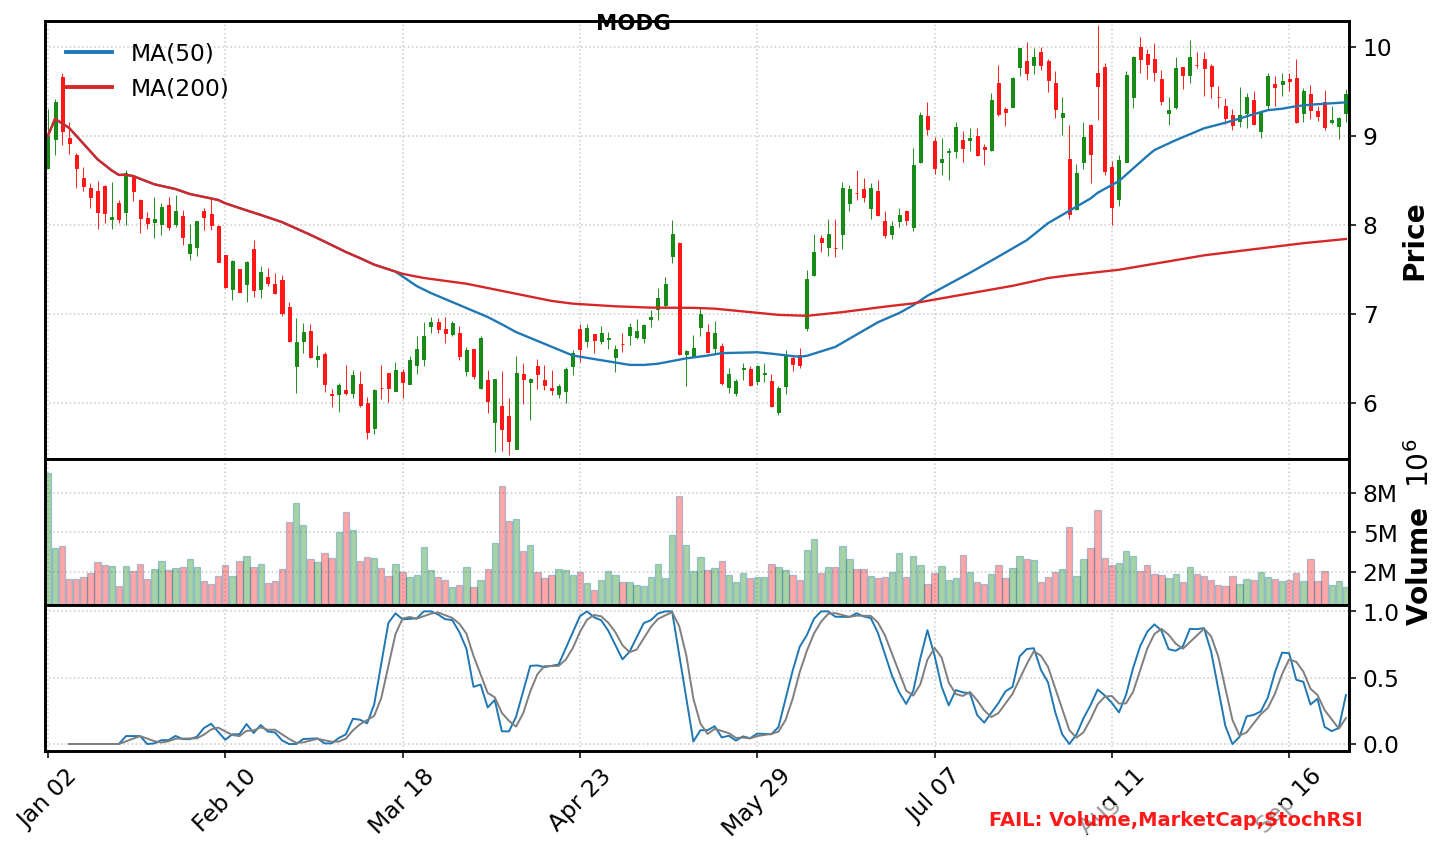 MODG
MA(50)
MA(200)
10
9
8
7
6
Price
8M
5M
2M
Volume 10^6
1.0
0.5
0.0
Jan 02
Feb 10
Mar 18
Apr 23
May 29
Jul 07
Aug 11
Sep 16
FAIL: Volume,MarketCap,StochRSI